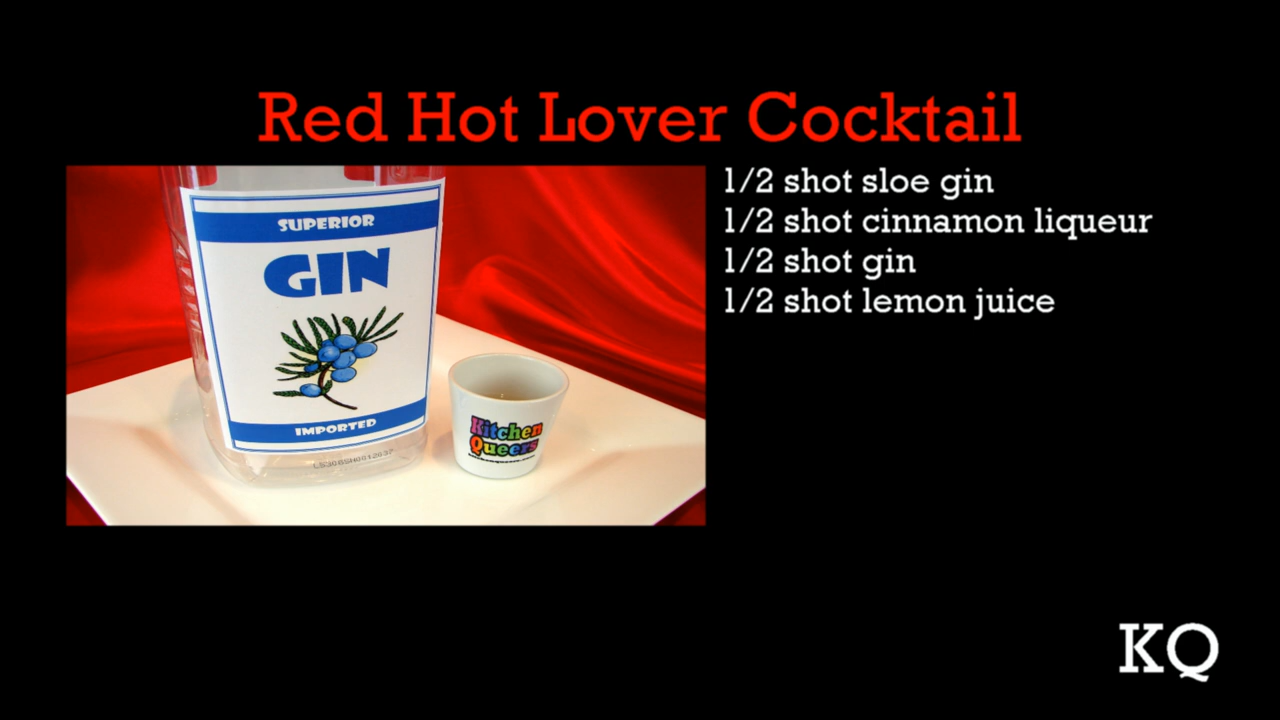 Red Hot Lover Cocktail
SUPERIOR
GIN
IMPORTED
Kitchen
Queers
1/2 shot sloe gin
1/2 shot cinnamon liqueur
1/2 shot gin
1/2 shot lemon juice
KQ